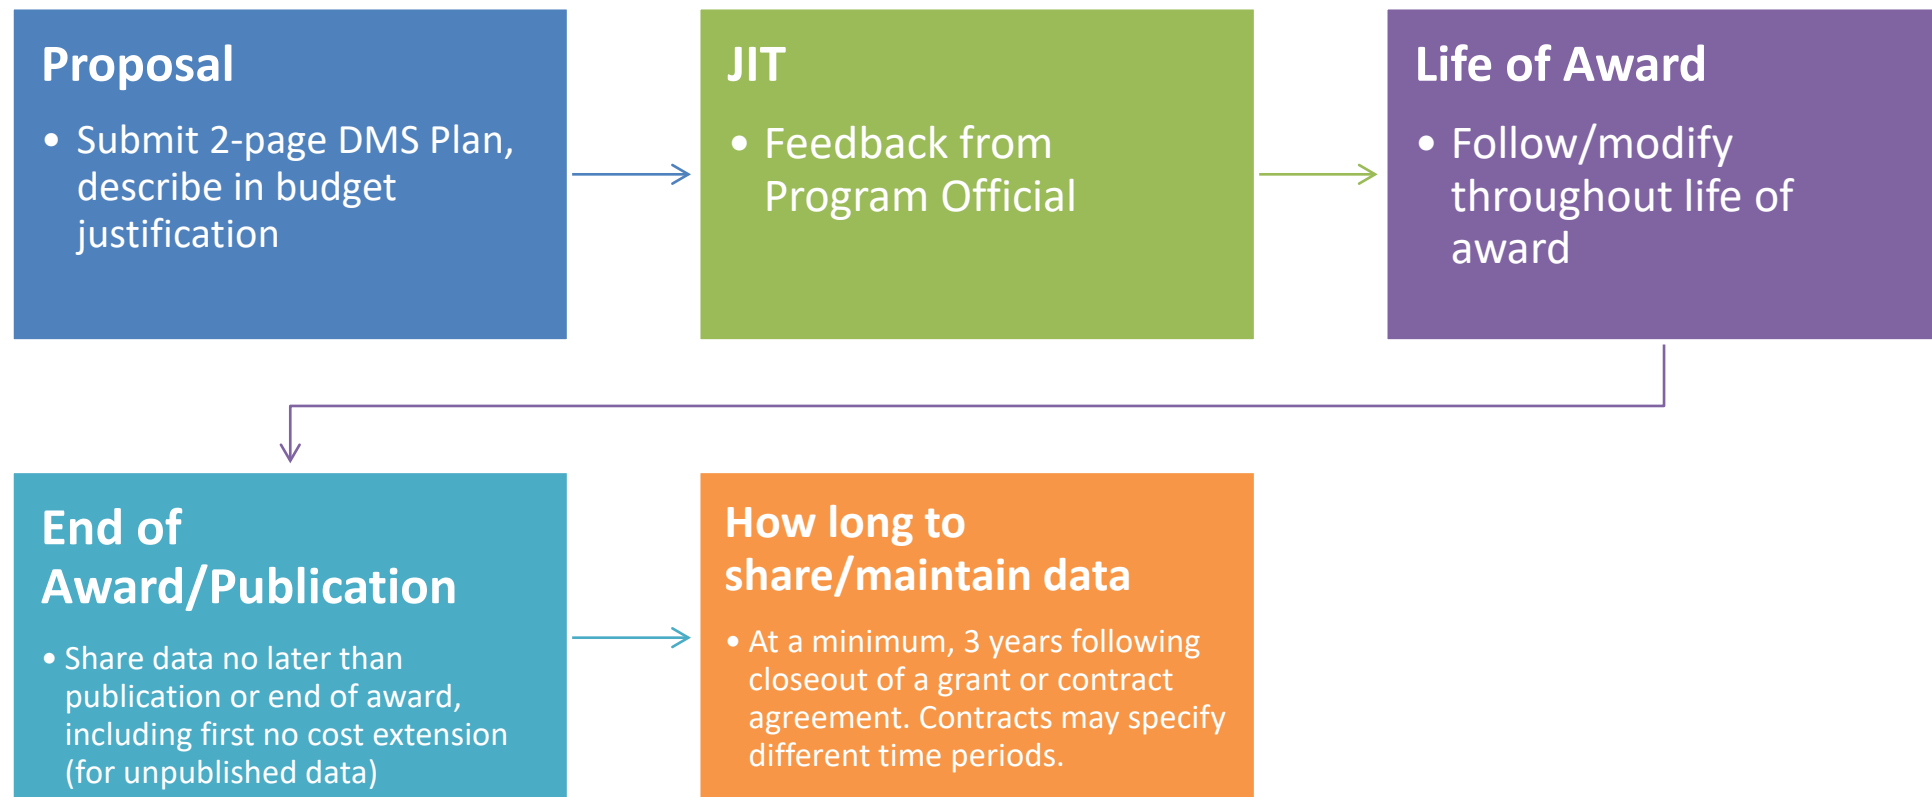 Proposal
• Submit 2-page DMS Plan,
describe in budget
justification
JIT
• Feedback from
Program Official
Life of Award
• Follow/modify
throughout life of
award
End of
Award/Publication
• Share data no later than
publication or end of award,
including first no cost extension
(for unpublished data)
How long to
share/maintain data
• At a minimum, 3 years following
closeout of a grant or contract
agreement. Contracts may specify
different time periods.